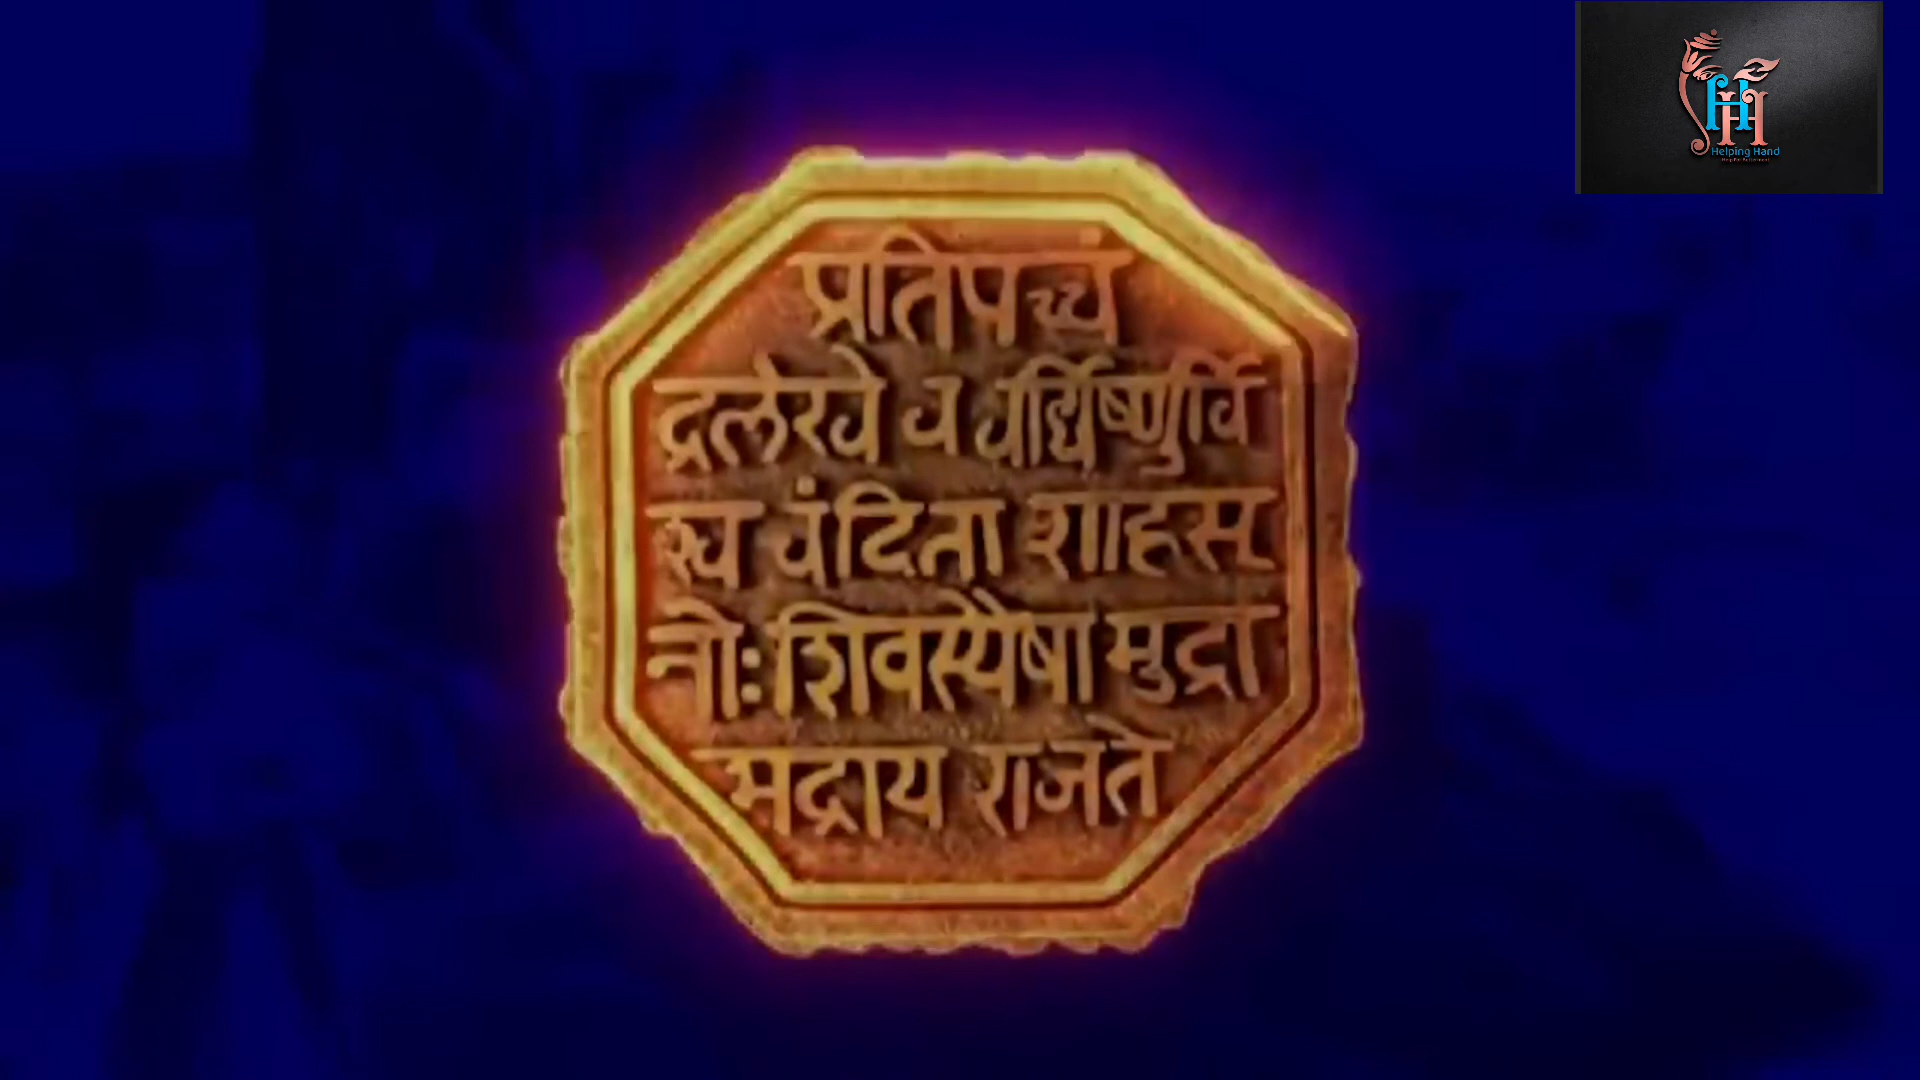 Helping Hand
प्रतिपच्चं
द्रलेखेव वर्धिष्णुर्वि
श्व वंदिता शाहसू
नोः शिवस्यैषा मुद्रा
भद्राय राजते